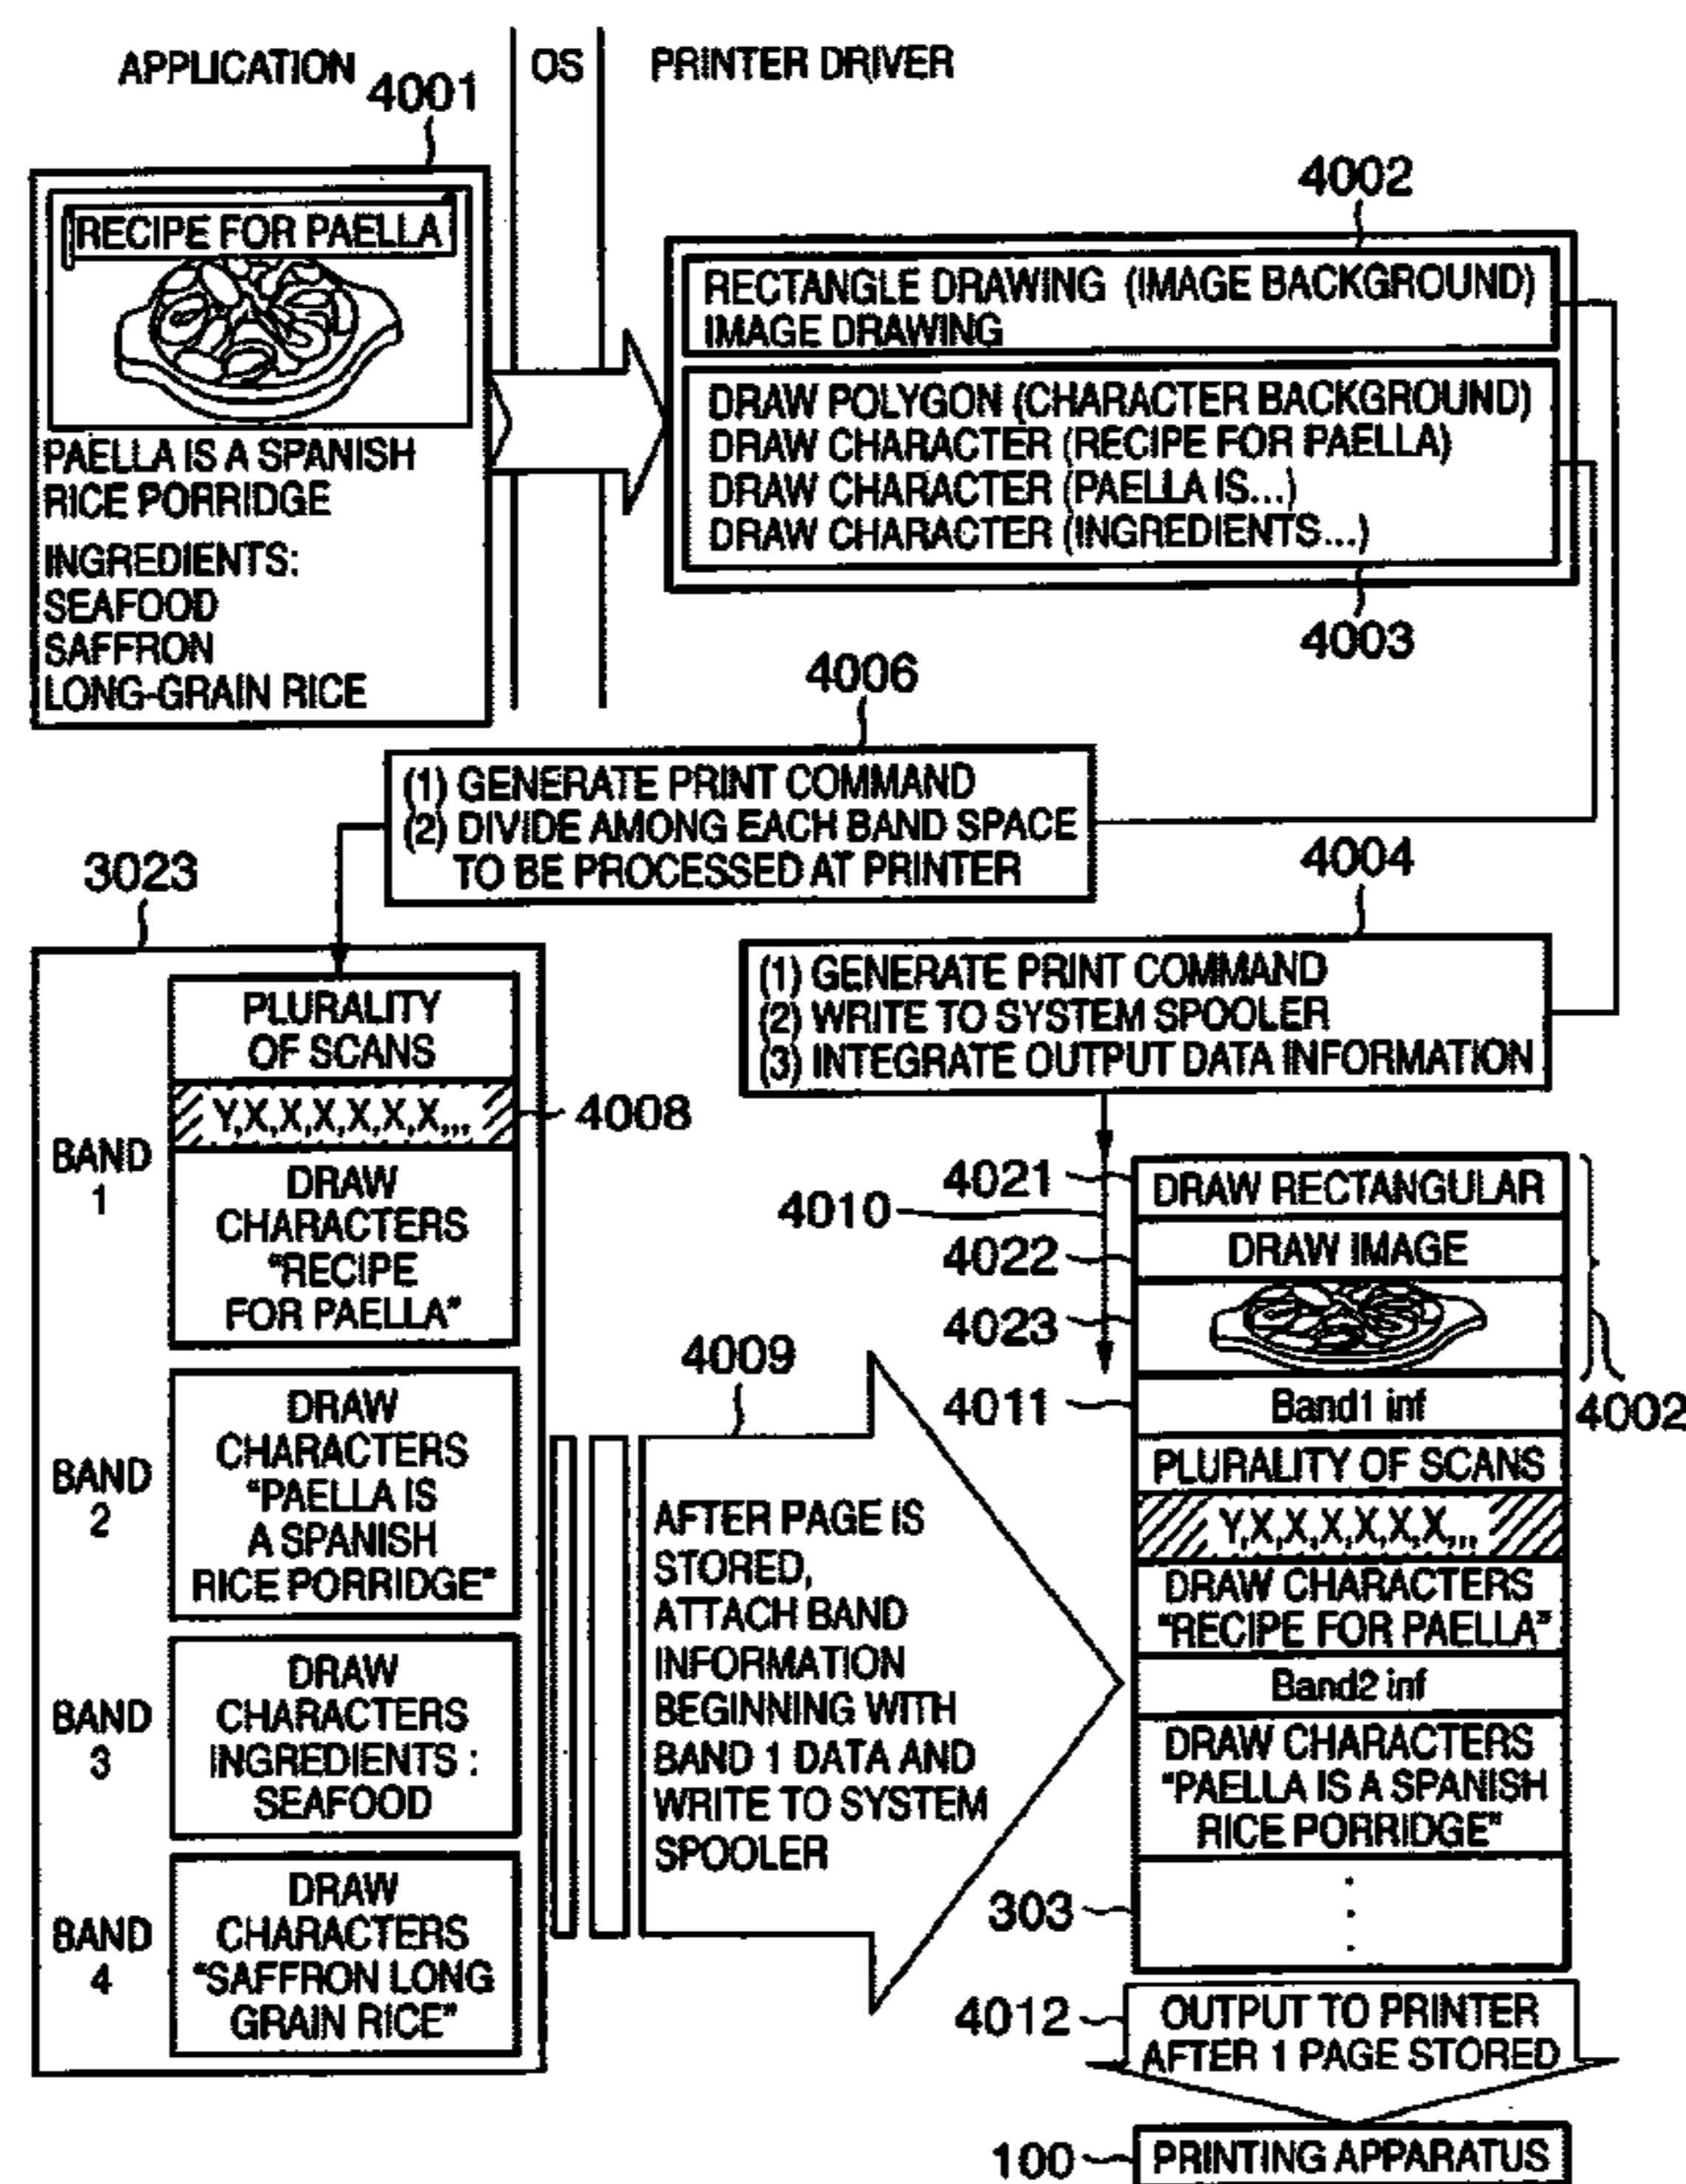 APPLICATION
OS
PRINTER DRIVER
4001
RECIPE FOR PAELLA
PAELLA IS A SPANISH
RICE PORRIDGE
INGREDIENTS:
SEAFOOD
SAFFRON
LONG-GRAIN RICE
4002
RECTANGLE DRAWING (IMAGE BACKGROUND)
IMAGE DRAWING
DRAW POLYGON (CHARACTER BACKGROUND)
DRAW CHARACTER (RECIPE FOR PAELLA)
DRAW CHARACTER (PAELLA IS...)
DRAW CHARACTER (INGREDIENTS...)
4003
4006
(1) GENERATE PRINT COMMAND
(2) DIVIDE AMONG EACH BAND SPACE
TO BE PROCESSED AT PRINTER
4004
(1) GENERATE PRINT COMMAND
(2) WRITE TO SYSTEM SPOOLER
(3) INTEGRATE OUTPUT DATA INFORMATION
3023
BAND
1
PLURALITY
OF SCANS
Y,X,X,X,X,X,X,,,
4008
DRAW
CHARACTERS
"RECIPE
FOR PAELLA"
BAND
2
DRAW
CHARACTERS
"PAELLA IS
A SPANISH
RICE PORRIDGE"
BAND
3
DRAW
CHARACTERS
INGREDIENTS :
SEAFOOD
BAND
4
DRAW
CHARACTERS
"SAFFRON LONG
GRAIN RICE"
4009
AFTER PAGE IS
STORED,
ATTACH BAND
INFORMATION
BEGINNING WITH
BAND 1 DATA AND
WRITE TO SYSTEM
SPOOLER
4010
4021
DRAW RECTANGULAR
4022
DRAW IMAGE
4023
4002
4011
Band1 inf
PLURALITY OF SCANS
Y,X,X,X,X,X,X,,,
DRAW CHARACTERS
"RECIPE FOR PAELLA"
Band2 inf
DRAW CHARACTERS
"PAELLA IS A SPANISH
RICE PORRIDGE"
303
4012
OUTPUT TO PRINTER
AFTER 1 PAGE STORED
100
PRINTING APPARATUS